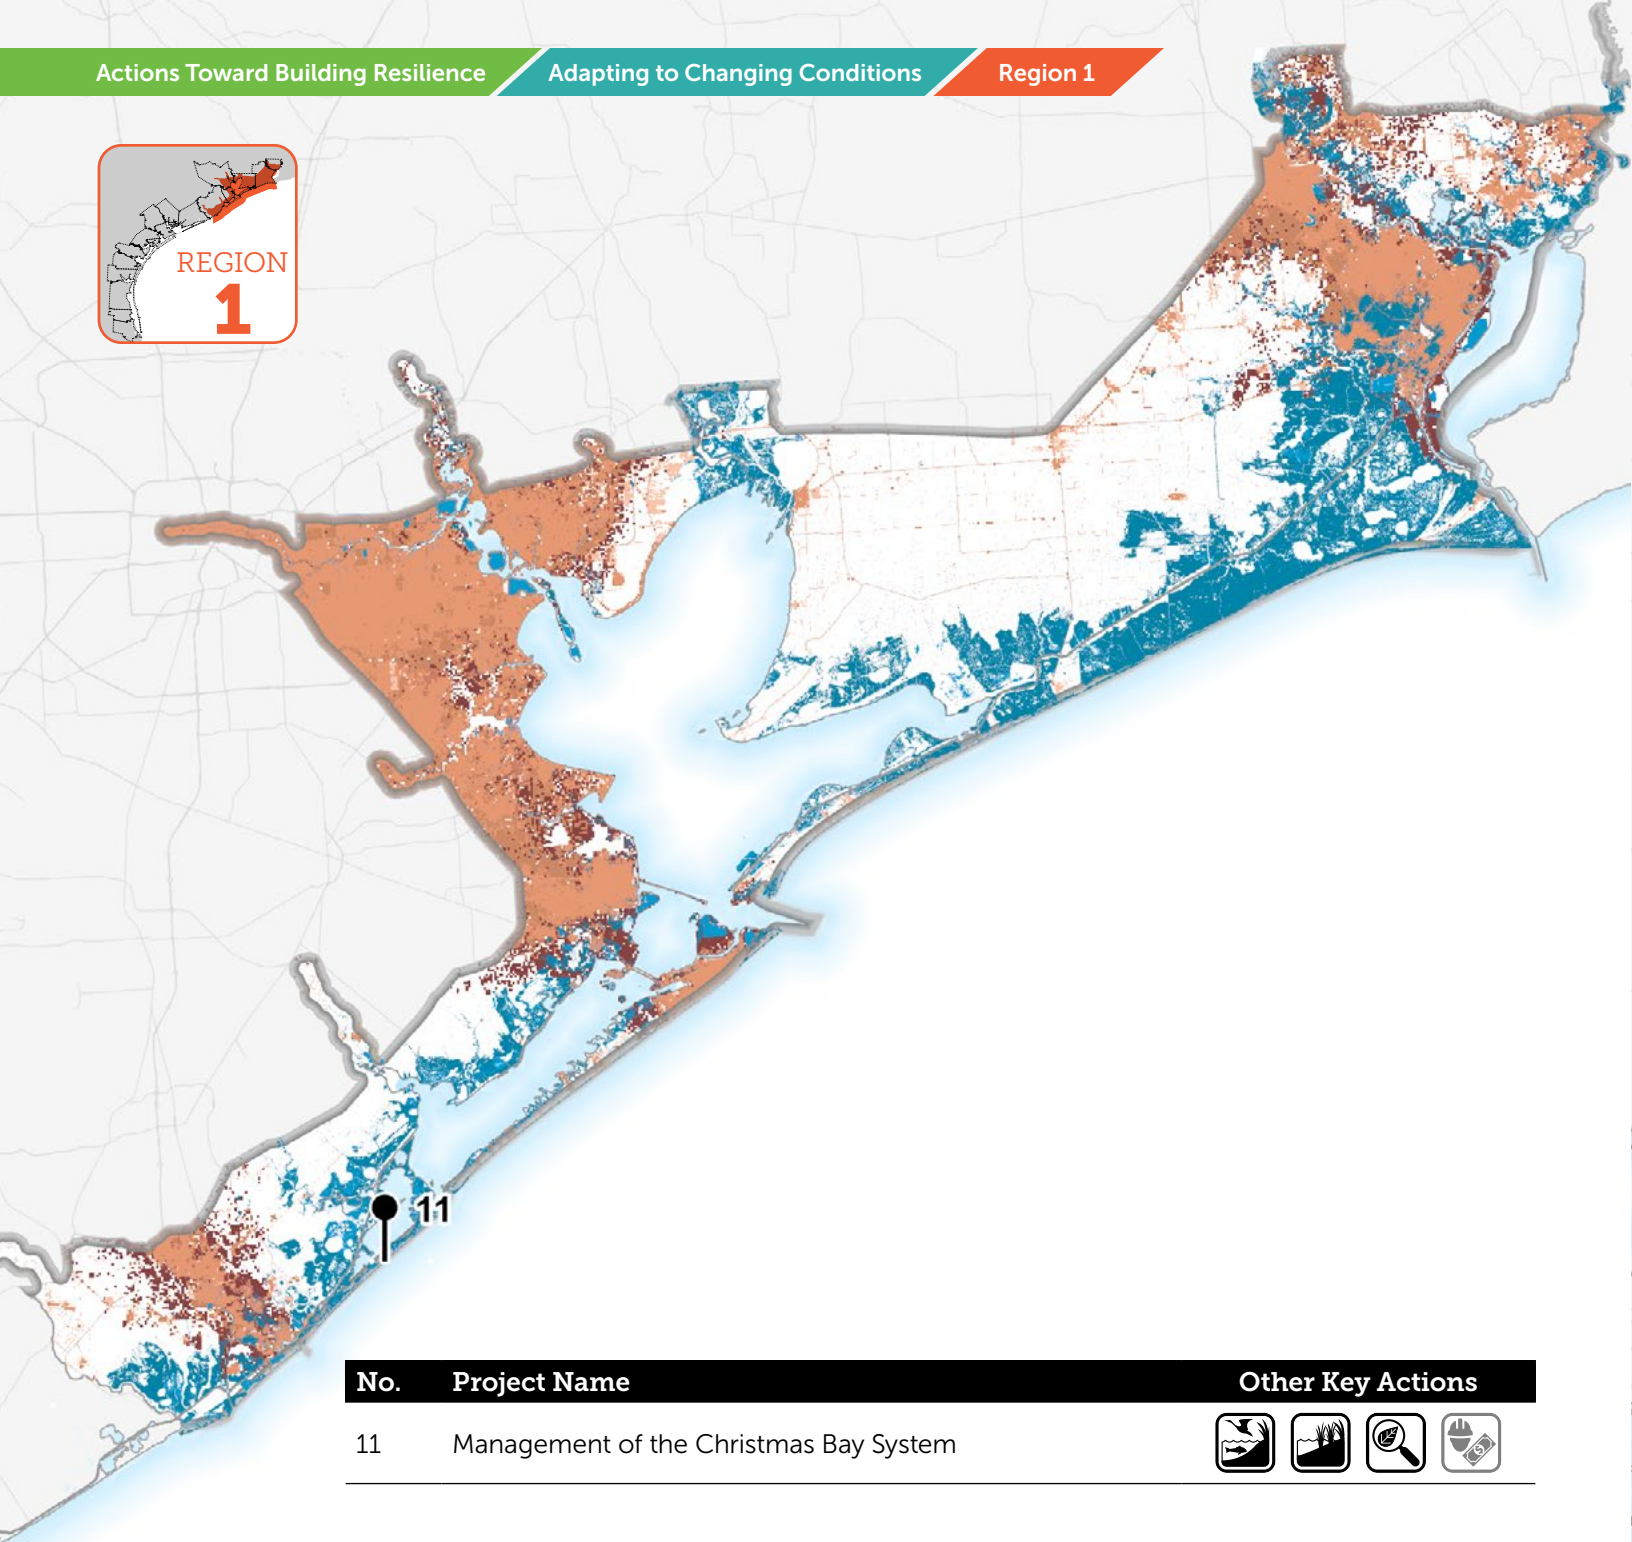 Actions Toward Building Resilience Adapting to Changing Conditions Region 1
REGION
1
11
No. Project Name Other Key Actions
11 Management of the Christmas Bay System